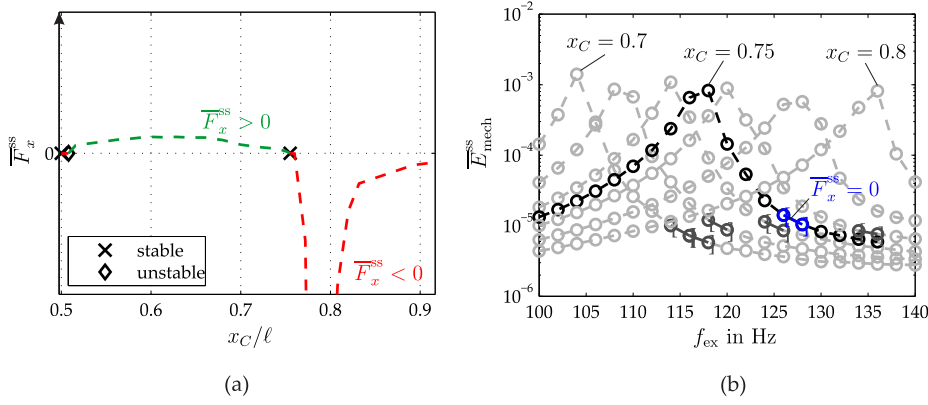 F̅ₓˢˢ
0
F̅ₓˢˢ > 0
F̅ₓˢˢ < 0
stable
unstable
0.5 0.6 0.7 0.8 0.9
x_C/ℓ
(a)
E̅ˢˢ_mech
10⁻²
10⁻³
10⁻⁴
10⁻⁵
10⁻⁶
x_C = 0.7
x_C = 0.75
x_C = 0.8
F̅ₓˢˢ = 0
100 105 110 115 120 125 130 135 140
f_ex in Hz
(b)